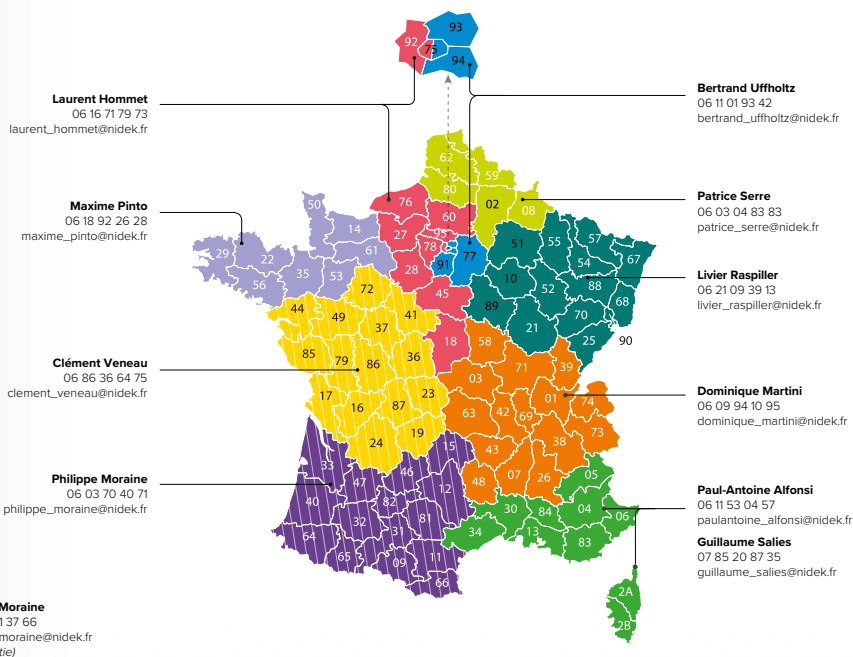 93
92
75
94
Laurent Hommet
06 16 71 79 73
laurent_hommet@nidek.fr
Bertrand Uffholtz
06 11 01 93 42
bertrand_uffholtz@nidek.fr
62
59
80
Maxime Pinto
06 18 92 26 28
maxime_pinto@nidek.fr
Patrice Serre
06 03 04 83 83
patrice_serre@nidek.fr
50
76
02
08
60
14
27
95
78
61
29
22
56
35
53
28
91
77
51
55
57
54
67
88
10
52
68
Livier Raspiller
06 21 09 39 13
livier_raspiller@nidek.fr
72
45
89
70
21
25
90
44
49
41
37
18
58
85
79
86
36
71
39
Clément Veneau
06 86 36 64 75
clement_veneau@nidek.fr
03
01
74
Dominique Martini
06 09 94 10 95
dominique_martini@nidek.fr
17
16
87
23
63
42
69
73
24
19
38
15
43
33
46
48
07
26
05
Philippe Moraine
06 03 70 40 71
philippe_moraine@nidek.fr
47
12
40
82
30
84
04
06
Paul-Antoine Alfonsi
06 11 53 04 57
paulantoine_alfonsi@nidek.fr
32
81
31
34
13
83
64
65
09
11
66
Guillaume Salies
07 85 20 87 35
guillaume_salies@nidek.fr
2A
2B
Moraine
1 37 66
moraine@nidek.fr
tie)